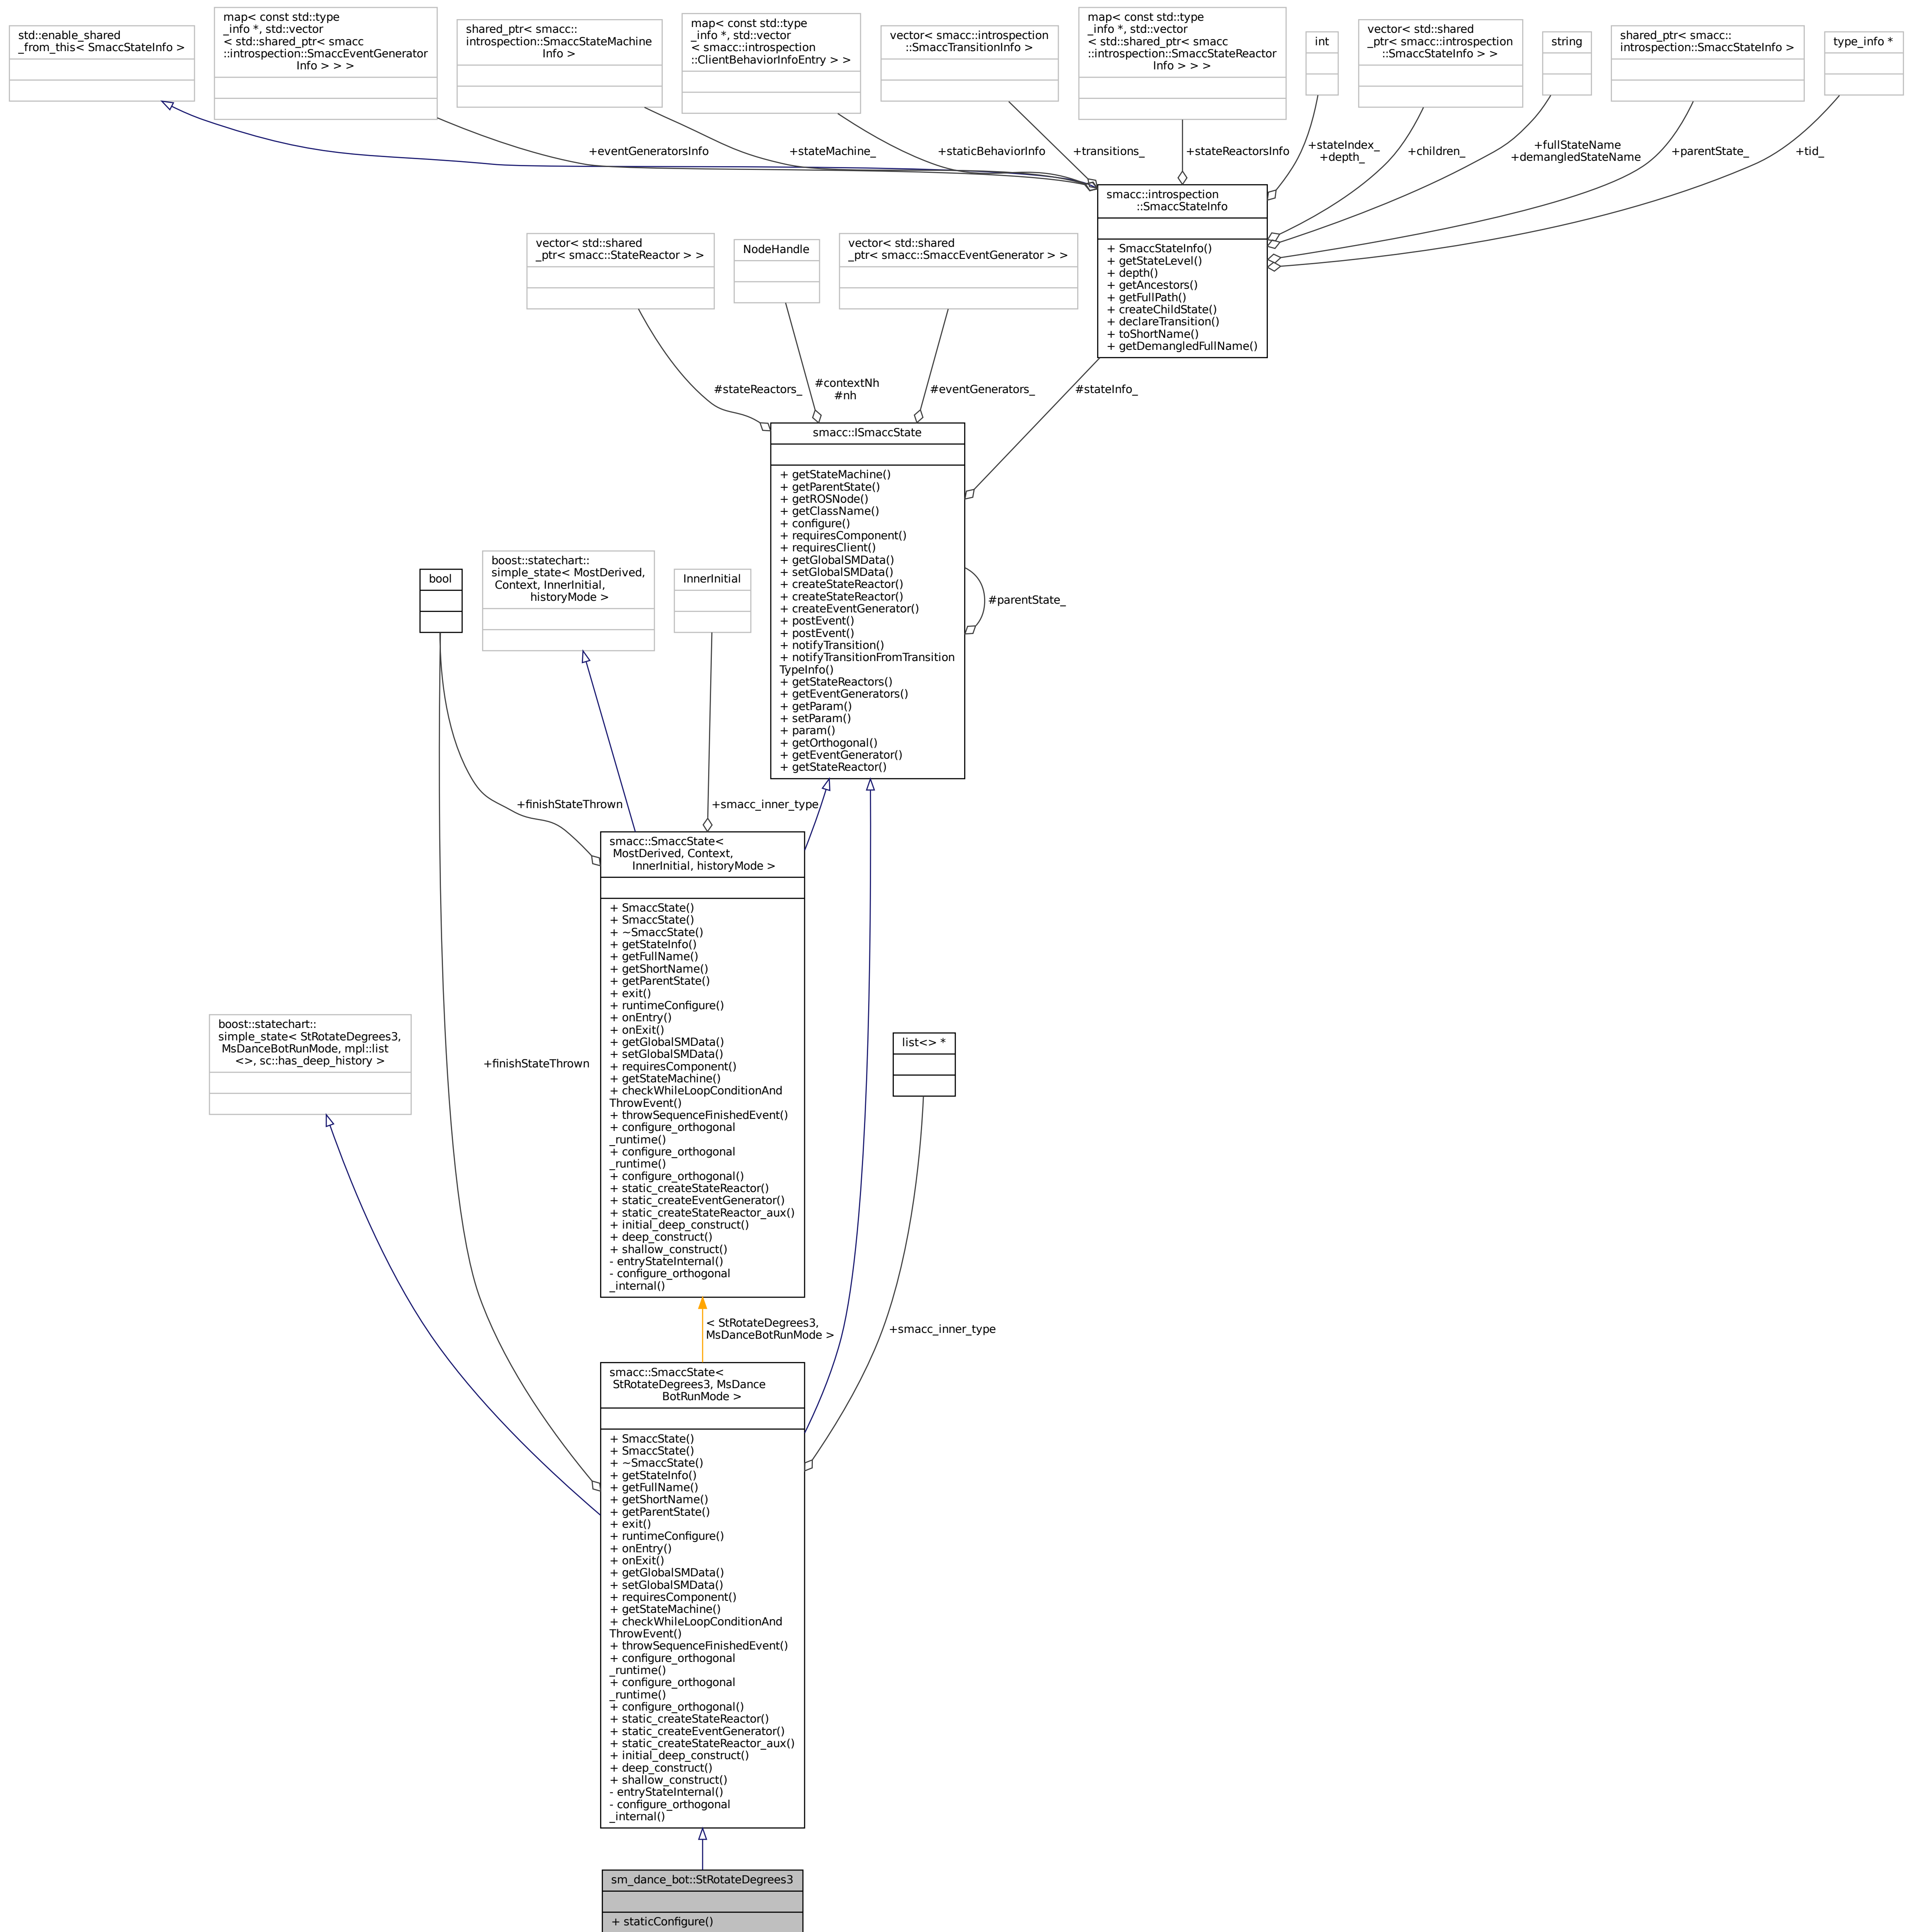 std::enable_shared
_from_this< SmaccStateInfo >
map< const std::type
_info *, std::vector
< std::shared_ptr< smacc
::introspection::SmaccEventGenerator
Info > > >
shared_ptr< smacc::
introspection::SmaccStateMachine
Info >
map< const std::type
_info *, std::vector
< smacc::introspection
::ClientBehaviorInfoEntry > >
vector< smacc::introspection
::SmaccTransitionInfo >
map< const std::type
_info *, std::vector
< std::shared_ptr< smacc
::introspection::SmaccStateReactor
Info > > >
int
vector< std::shared
_ptr< smacc::introspection
::SmaccStateInfo > >
string
shared_ptr< smacc::
introspection::SmaccStateInfo >
type_info *
+eventGeneratorsInfo
+stateMachine_
+staticBehaviorInfo
+transitions_
+stateReactorsInfo
+stateIndex_
+depth_
+children_
+fullStateName
+demangledStateName
+parentState_
+tid_
smacc::introspection
::SmaccStateInfo
+ SmaccStateInfo()
+ getStateLevel()
+ depth()
+ getAncestors()
+ getFullPath()
+ createChildState()
+ declareTransition()
+ toShortName()
+ getDemangledFullName()
vector< std::shared
_ptr< smacc::StateReactor > >
NodeHandle
vector< std::shared
_ptr< smacc::SmaccEventGenerator > >
#stateReactors_
#contextNh
#nh
#eventGenerators_
#stateInfo_
smacc::ISmaccState
+ getStateMachine()
+ getParentState()
+ getROSNode()
+ getClassName()
+ configure()
+ requiresComponent()
+ requiresClient()
+ getGlobalSMData()
+ setGlobalSMData()
+ createStateReactor()
+ createStateReactor()
+ createEventGenerator()
+ postEvent()
+ postEvent()
+ notifyTransition()
+ notifyTransitionFromTransition
TypeInfo()
+ getStateReactors()
+ getEventGenerators()
+ getParam()
+ setParam()
+ param()
+ getOrthogonal()
+ getEventGenerator()
+ getStateReactor()
#parentState_
bool
boost::statechart::
simple_state< MostDerived,
Context, InnerInitial,
historyMode >
InnerInitial
+finishStateThrown
+smacc_inner_type
smacc::SmaccState<
MostDerived, Context,
InnerInitial, historyMode >
+ SmaccState()
+ SmaccState()
+ ~SmaccState()
+ getStateInfo()
+ getFullName()
+ getShortName()
+ getParentState()
+ exit()
+ runtimeConfigure()
+ onEntry()
+ onExit()
+ getGlobalSMData()
+ setGlobalSMData()
+ requiresComponent()
+ getStateMachine()
+ checkWhileLoopConditionAnd
ThrowEvent()
+ throwSequenceFinishedEvent()
+ configure_orthogonal
_runtime()
+ configure_orthogonal
_runtime()
+ configure_orthogonal()
+ static_createStateReactor()
+ static_createEventGenerator()
+ static_createStateReactor_aux()
+ initial_deep_construct()
+ deep_construct()
+ shallow_construct()
- entryStateInternal()
- configure_orthogonal
_internal()
boost::statechart::
simple_state< StRotateDegrees3,
MsDanceBotRunMode, mpl::list
<>, sc::has_deep_history >
+finishStateThrown
list<> *
< StRotateDegrees3,
MsDanceBotRunMode >
+smacc_inner_type
smacc::SmaccState<
StRotateDegrees3, MsDance
BotRunMode >
+ SmaccState()
+ SmaccState()
+ ~SmaccState()
+ getStateInfo()
+ getFullName()
+ getShortName()
+ getParentState()
+ exit()
+ runtimeConfigure()
+ onEntry()
+ onExit()
+ getGlobalSMData()
+ setGlobalSMData()
+ requiresComponent()
+ getStateMachine()
+ checkWhileLoopConditionAnd
ThrowEvent()
+ throwSequenceFinishedEvent()
+ configure_orthogonal
_runtime()
+ configure_orthogonal
_runtime()
+ configure_orthogonal()
+ static_createStateReactor()
+ static_createEventGenerator()
+ static_createStateReactor_aux()
+ initial_deep_construct()
+ deep_construct()
+ shallow_construct()
- entryStateInternal()
- configure_orthogonal
_internal()
sm_dance_bot::StRotateDegrees3
+ staticConfigure()